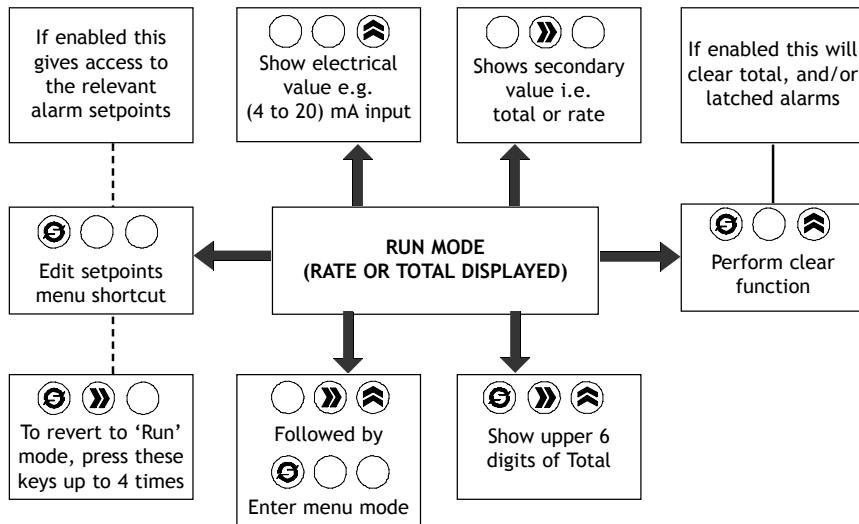 If enabled this
gives access to
the relevant
alarm setpoints
Show electrical
value e.g.
(4 to 20) mA input
Shows secondary
value i.e.
total or rate
If enabled this will
clear total, and/or
latched alarms
Edit setpoints
menu shortcut
RUN MODE
(RATE OR TOTAL DISPLAYED)
Perform clear
function
To revert to ‘Run’
mode, press these
keys up to 4 times
Followed by
Enter menu mode
Show upper 6
digits of Total